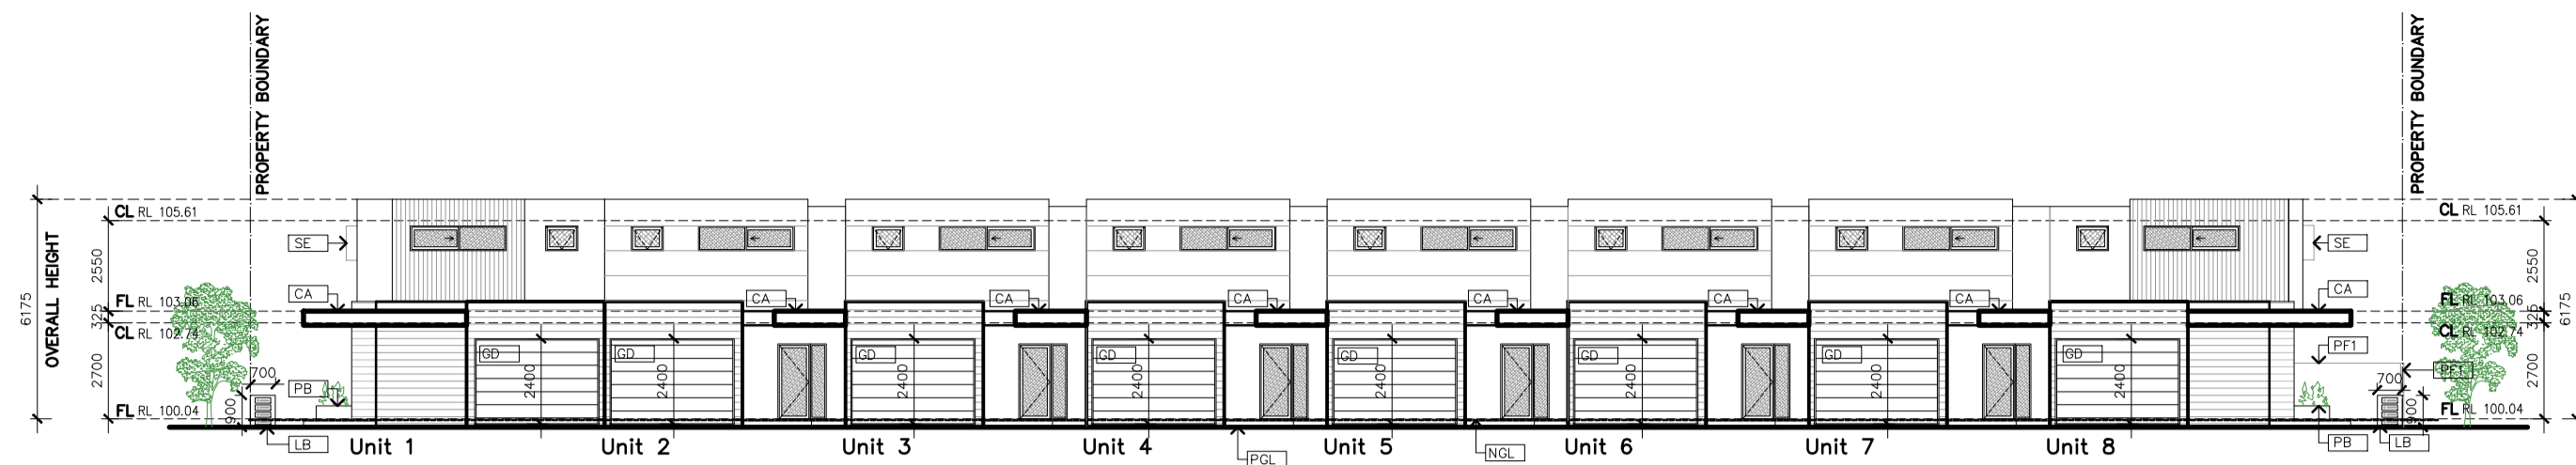 PROPERTY BOUNDARY
PROPERTY BOUNDARY
CL RL 105.61
CL RL 105.61
SE
SE
OVERALL HEIGHT
6175
2550
2550
6175
CA
CA
FL RL 103.06
CA
CA
CA
CA
CA
CA
FL RL 103.06
325
325
CL RL 102.74
CL RL 102.74
GD
GD
GD
GD
GD
GD
GD
GD
PF1
PF1
2700
2400
2400
2400
2400
2400
2400
2400
2400
2700
700
700
PB
900
900
FL RL 100.04
FL RL 100.04
LB
Unit 1
Unit 2
Unit 3
Unit 4
Unit 5
Unit 6
Unit 7
Unit 8
PB
LB
PGL
NGL